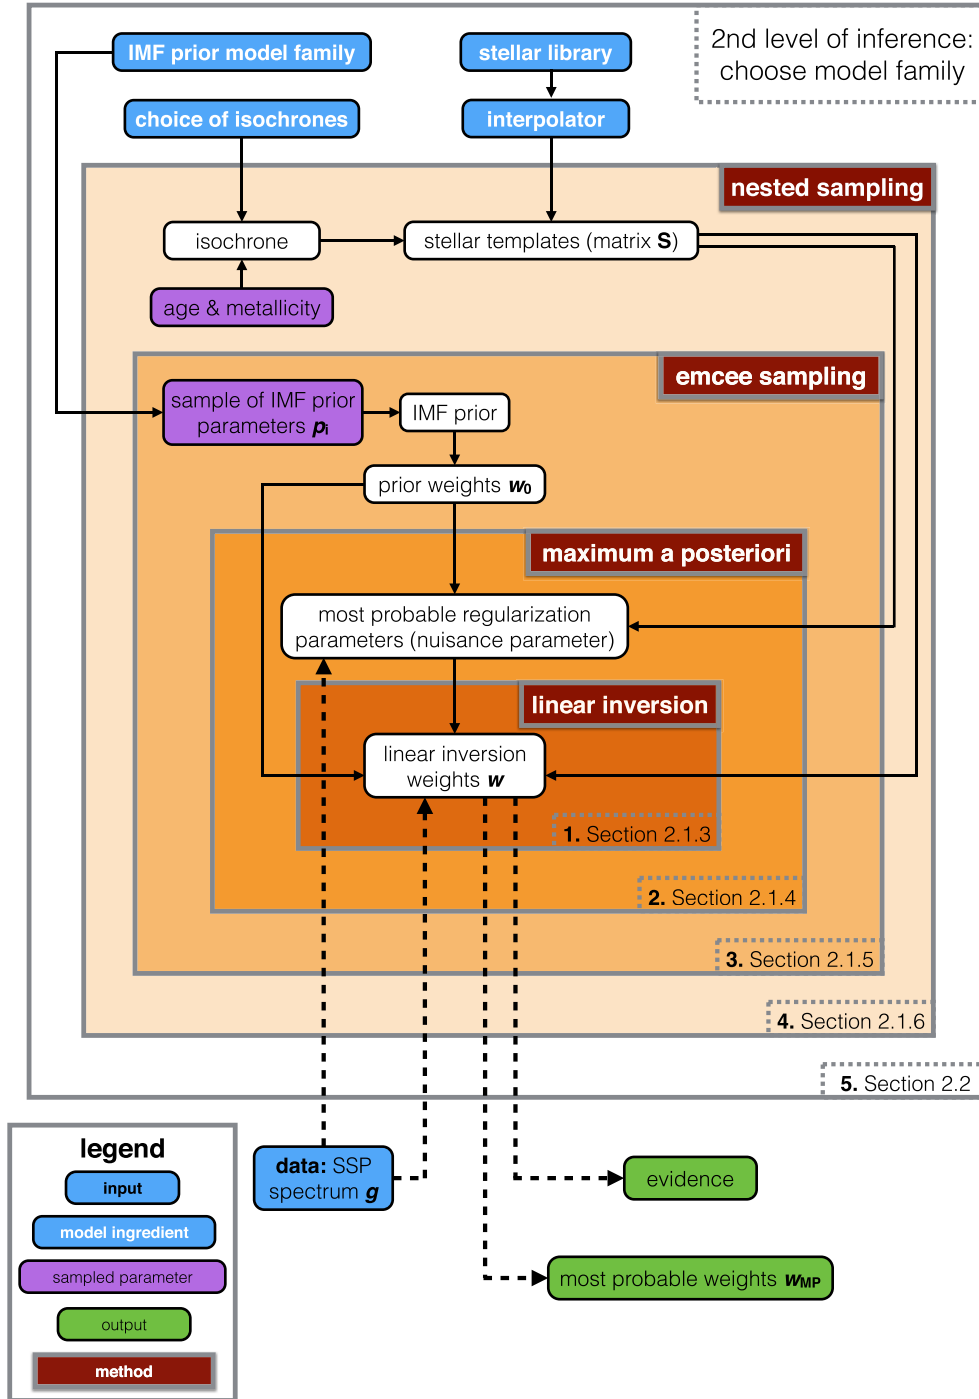 2nd level of inference:
choose model family
IMF prior model family
stellar library
choice of isochrones
interpolator
nested sampling
isochrone
stellar templates (matrix S)
age & metallicity
emcee sampling
sample of IMF prior
parameters pi
IMF prior
prior weights w0
maximum a posteriori
most probable regularization
parameters (nuisance parameter)
linear inversion
linear inversion
weights w
1. Section 2.1.3
2. Section 2.1.4
3. Section 2.1.5
4. Section 2.1.6
5. Section 2.2
legend
input
model ingredient
sampled parameter
output
method
data: SSP
spectrum g
evidence
most probable weights wMP